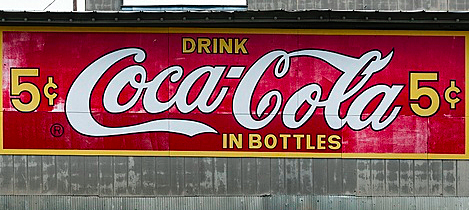 DRINK
5¢ Coca-Cola 5¢
®
IN BOTTLES